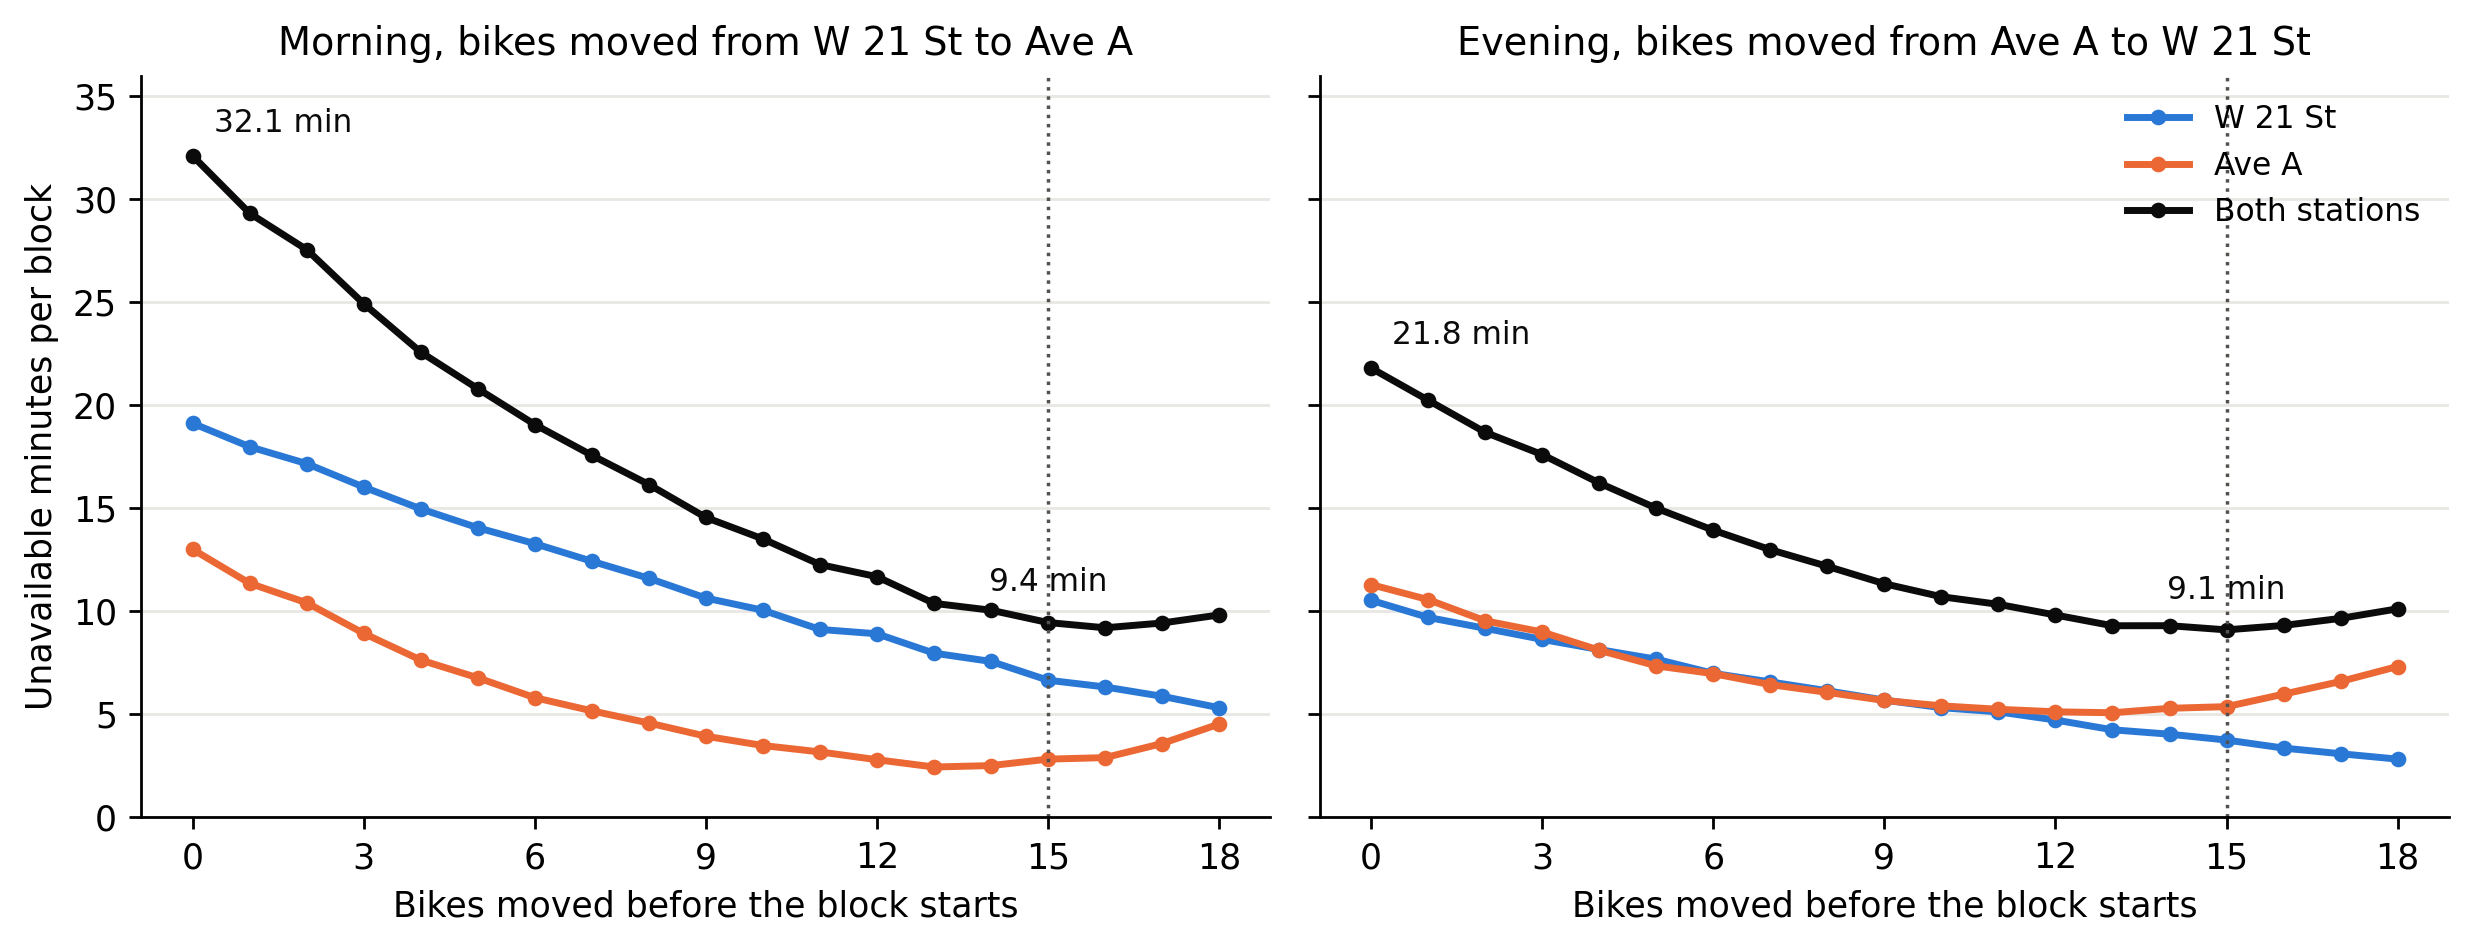 Morning, bikes moved from W 21 St to Ave A
Unavailable minutes per block
35
30
25
20
15
10
5
0
32.1 min
9.4 min
0 3 6 9 12 15 18
Bikes moved before the block starts
Evening, bikes moved from Ave A to W 21 St
W 21 St
Ave A
Both stations
21.8 min
9.1 min
0 3 6 9 12 15 18
Bikes moved before the block starts